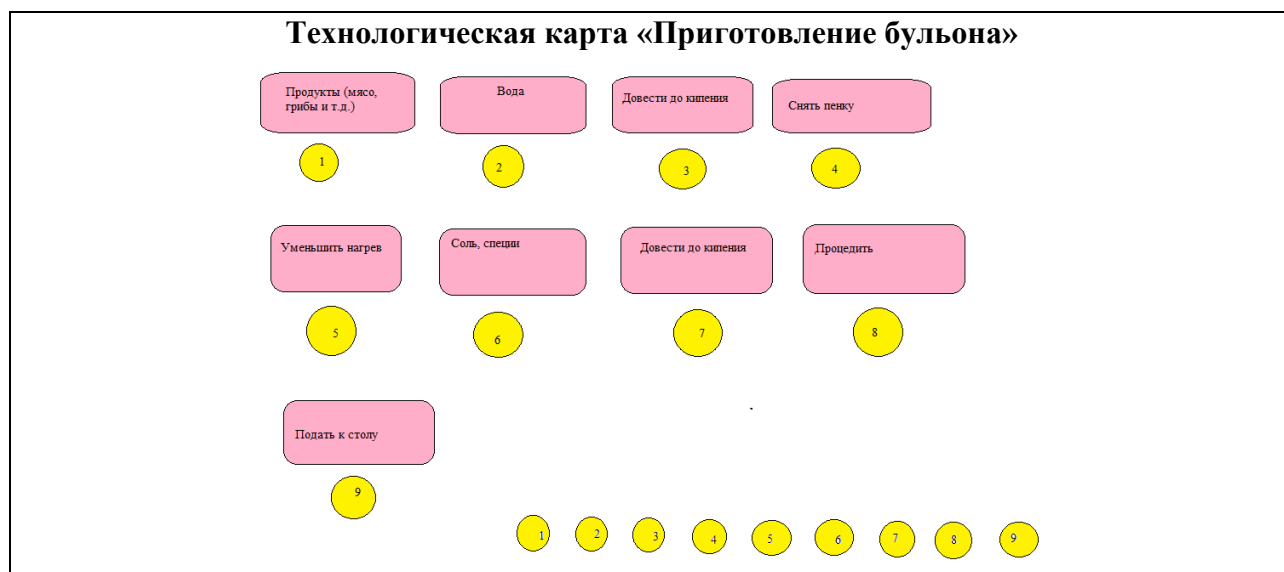 Технологическая карта «Приготовление бульона»
Продукты (мясо,
грибы и т.д.)
Вода
Довести до кипения
Снять пенку
1
2
3
4
Уменьшить нагрев
Соль, специи
Довести до кипения
Процедить
5
6
7
8
Подать к столу
9
1 2 3 4 5 6 7 8 9